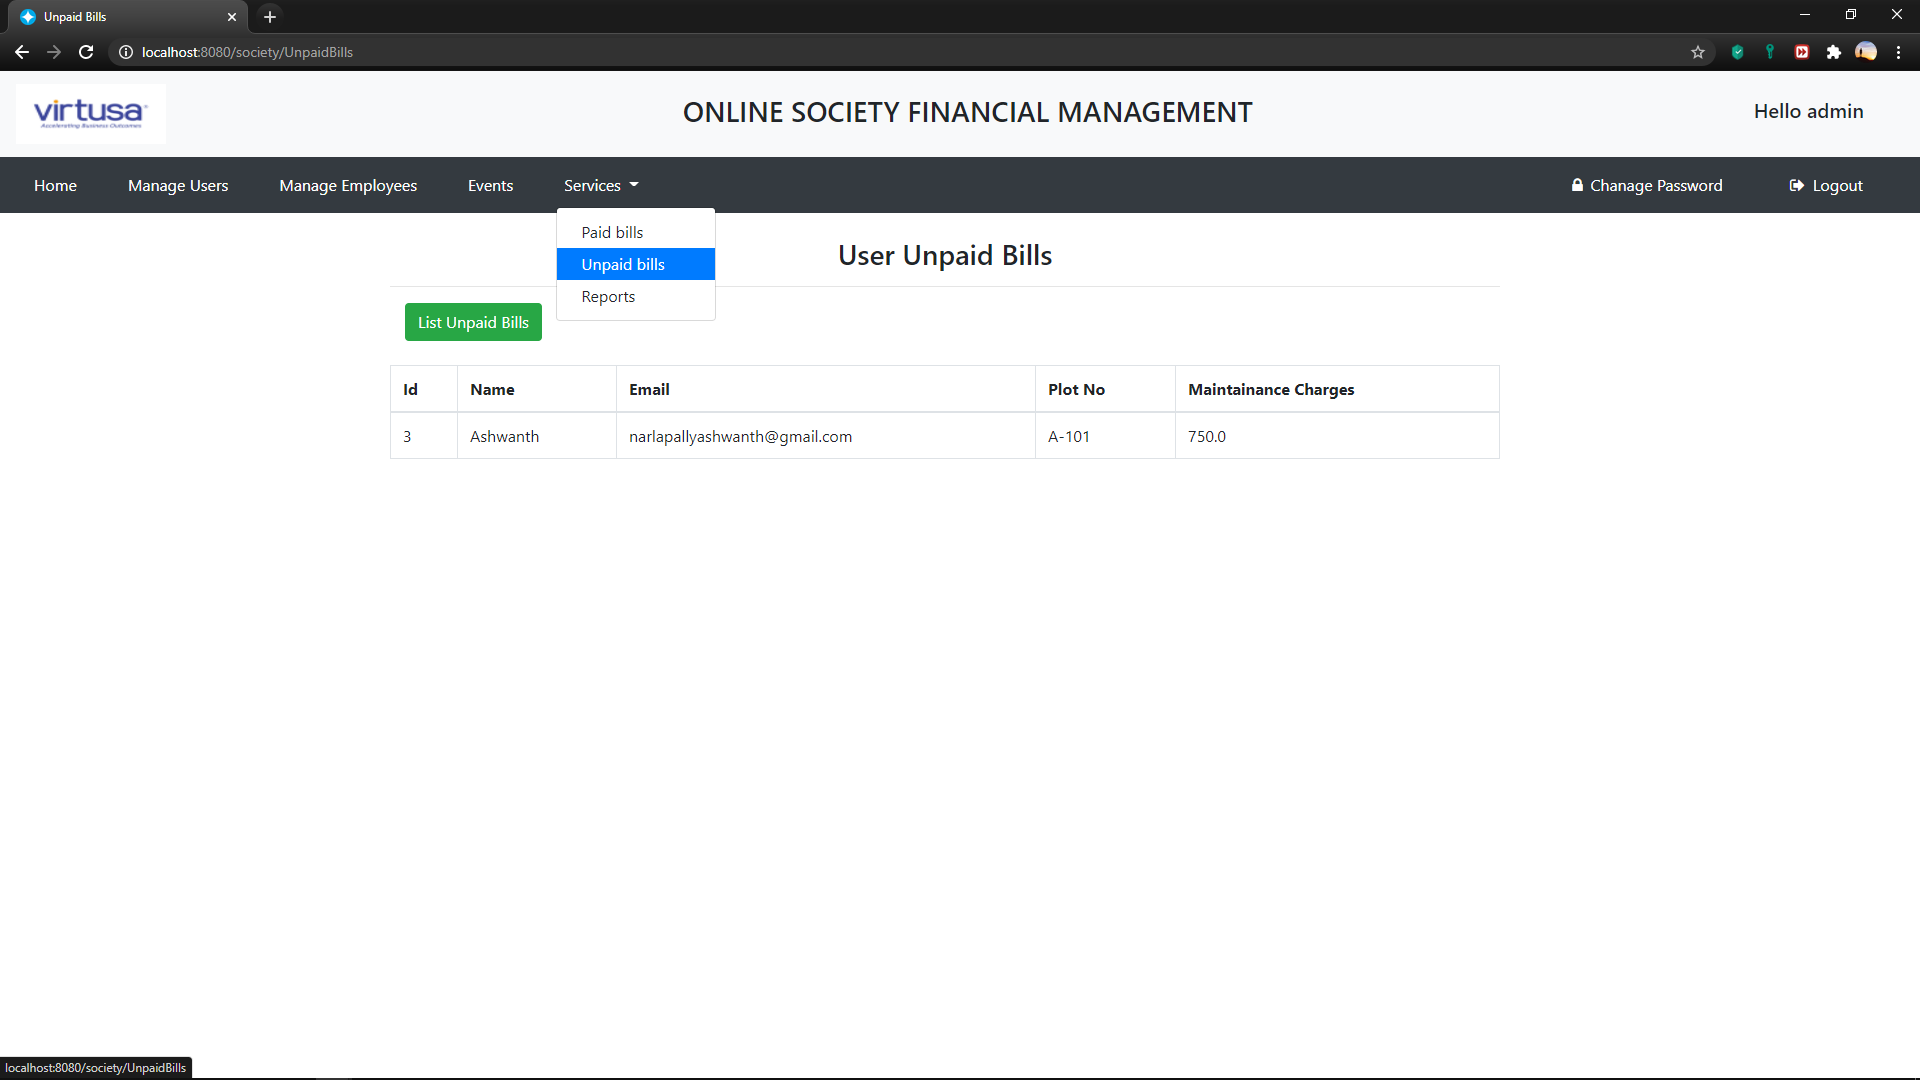 Unpaid Bills
localhost:8080/society/UnpaidBills
virtusa
Accelerating Business Outcomes
ONLINE SOCIETY FINANCIAL MANAGEMENT
Hello admin
Home Manage Users Manage Employees Events Services Chanage Password Logout
Paid bills
Unpaid bills
Reports
User Unpaid Bills
List Unpaid Bills
Id Name Email Plot No Maintainance Charges
3 Ashwanth narlapallyashwanth@gmail.com A-101 750.0
localhost:8080/society/UnpaidBills